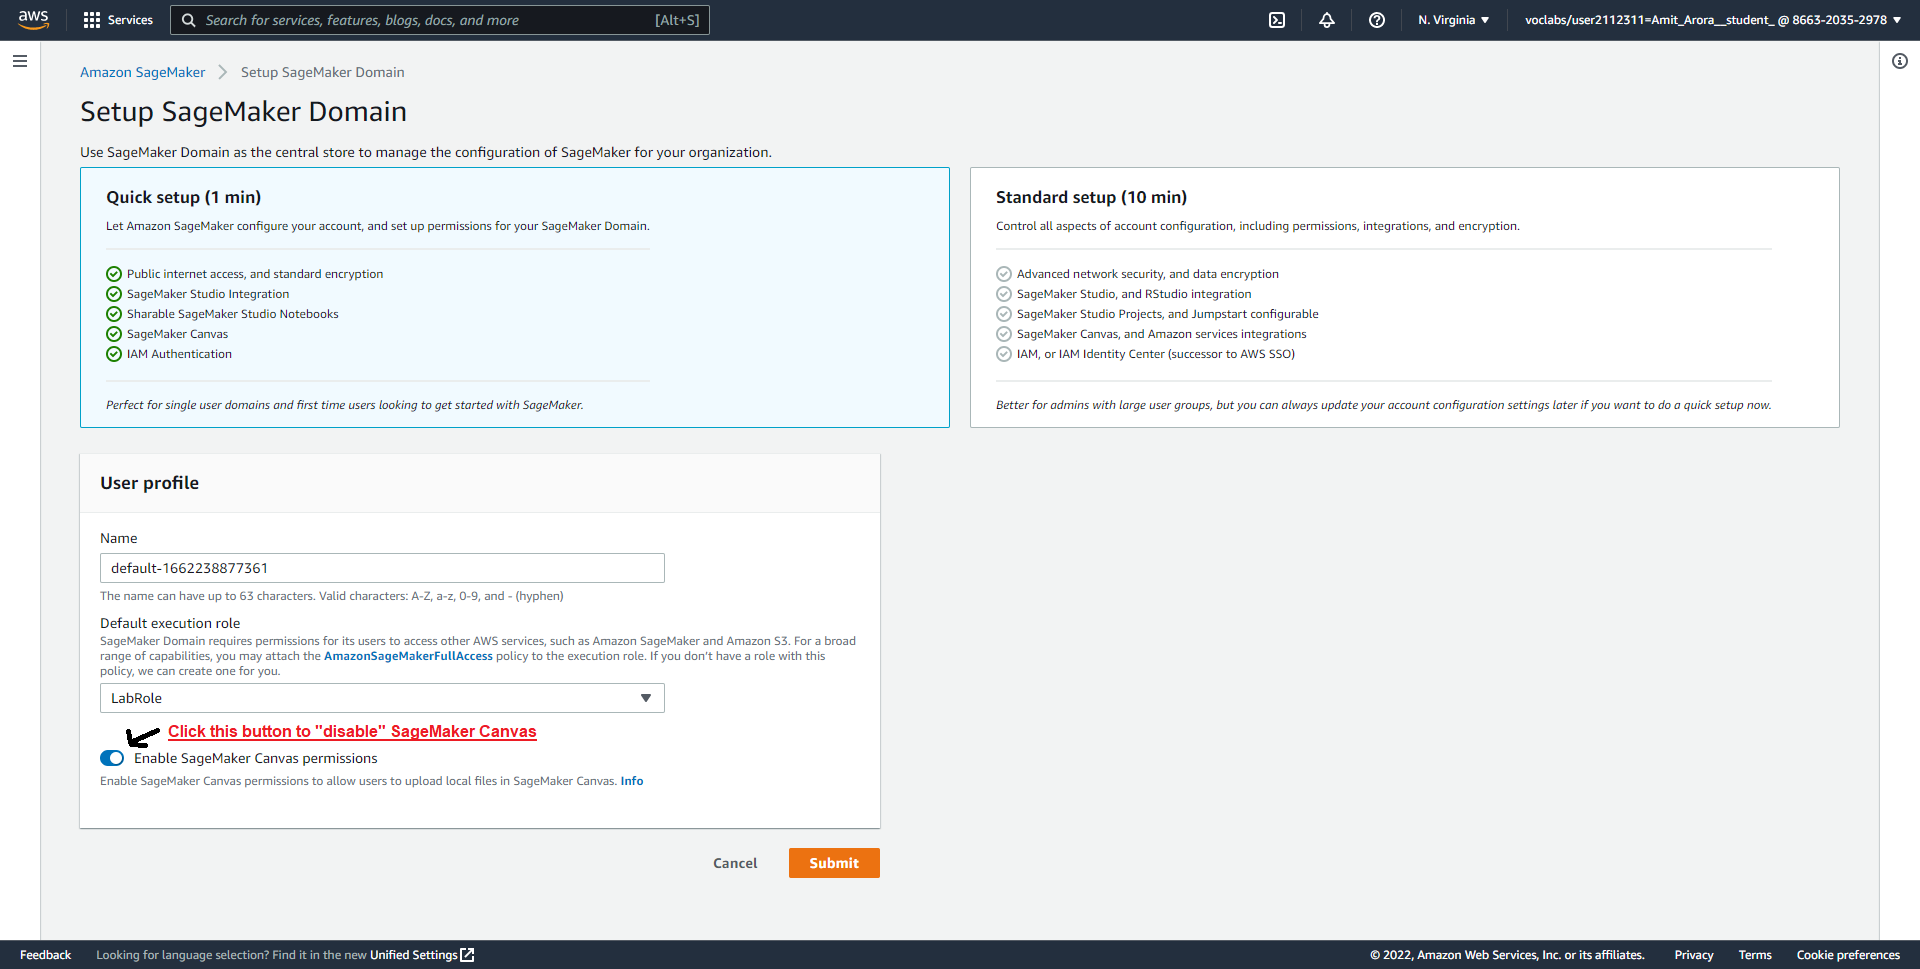 aws
Services
Search for services, features, blogs, docs, and more
[Alt+S]
N. Virginia
voclabs/user2112311=Amit_Arora__student_ @ 8663-2035-2978
Amazon SageMaker
Setup SageMaker Domain
Setup SageMaker Domain
Use SageMaker Domain as the central store to manage the configuration of SageMaker for your organization.
Quick setup (1 min)
Let Amazon SageMaker configure your account, and set up permissions for your SageMaker Domain.
Public internet access, and standard encryption
SageMaker Studio Integration
Sharable SageMaker Studio Notebooks
SageMaker Canvas
IAM Authentication
Perfect for single user domains and first time users looking to get started with SageMaker.
Standard setup (10 min)
Control all aspects of account configuration, including permissions, integrations, and encryption.
Advanced network security, and data encryption
SageMaker Studio, and RStudio integration
SageMaker Studio Projects, and Jumpstart configurable
SageMaker Canvas, and Amazon services integrations
IAM, or IAM Identity Center (successor to AWS SSO)
Better for admins with large user groups, but you can always update your account configuration settings later if you want to do a quick setup now.
User profile
Name
default-1662238877361
The name can have up to 63 characters. Valid characters: A-Z, a-z, 0-9, and - (hyphen)
Default execution role
SageMaker Domain requires permissions for its users to access other AWS services, such as Amazon SageMaker and Amazon S3. For a broad
range of capabilities, you may attach the AmazonSageMakerFullAccess policy to the execution role. If you don't have a role with this
policy, we can create one for you.
LabRole
Click this button to "disable" SageMaker Canvas
Enable SageMaker Canvas permissions
Enable SageMaker Canvas permissions to allow users to upload local files in SageMaker Canvas. Info
Cancel
Submit
Feedback
Looking for language selection? Find it in the new Unified Settings
© 2022, Amazon Web Services, Inc. or its affiliates.
Privacy
Terms
Cookie preferences